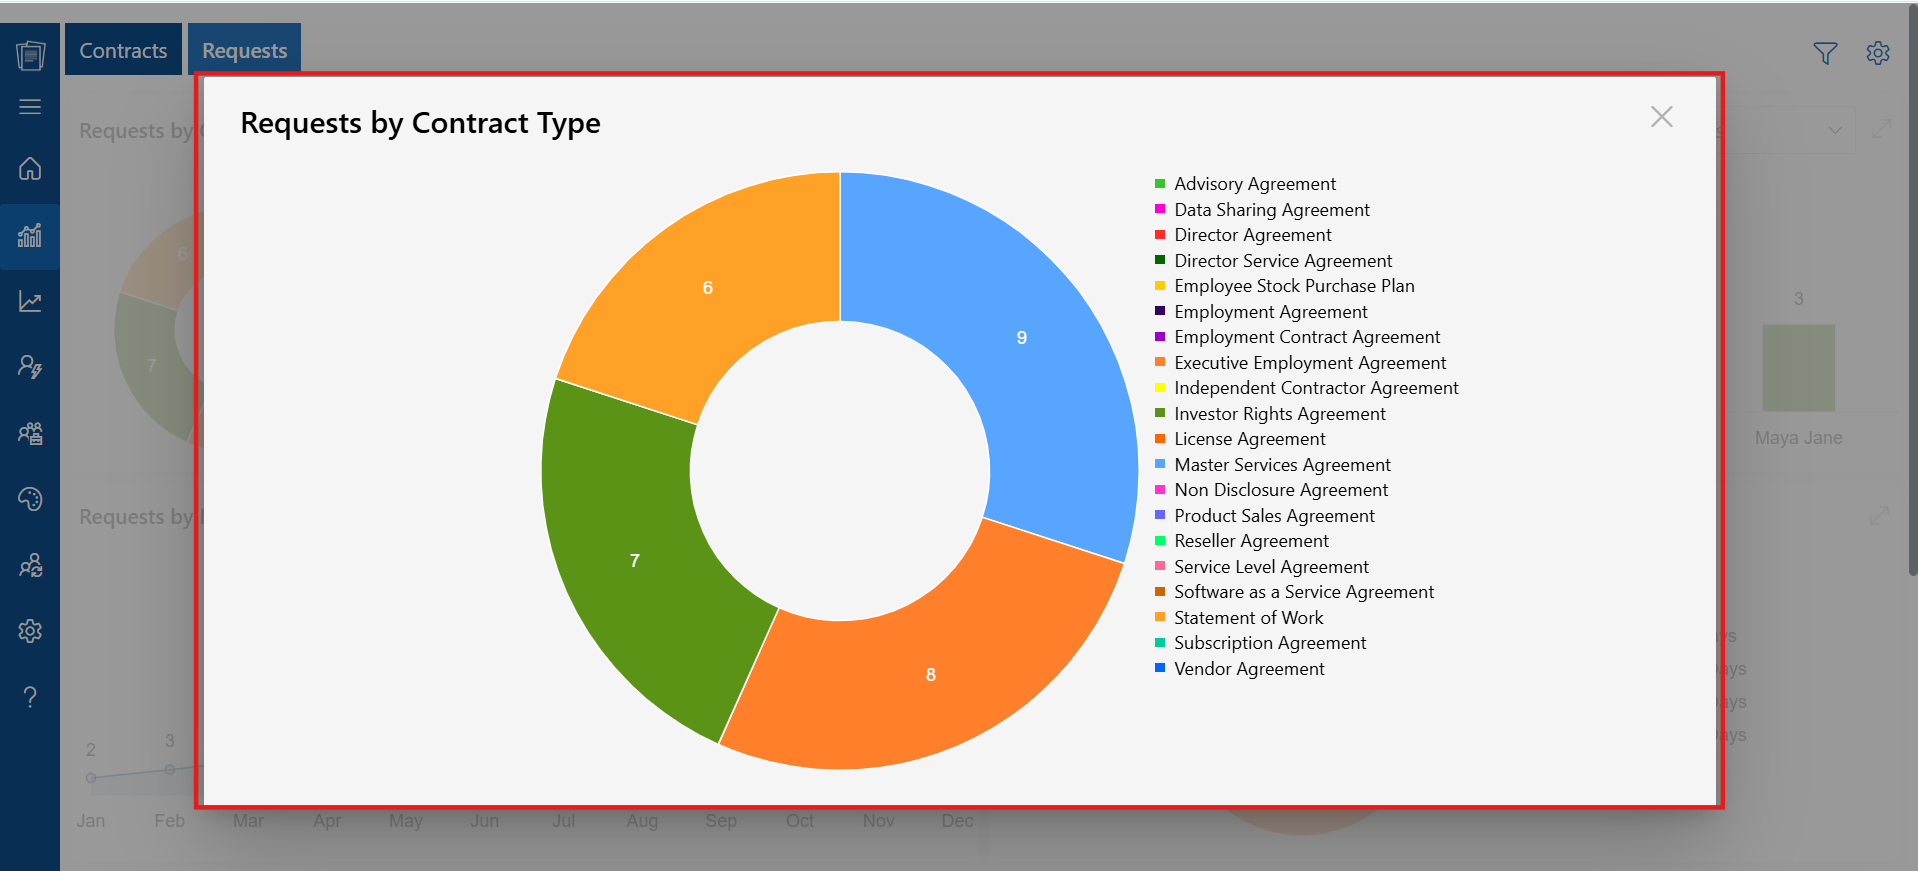 Contracts
Requests
Requests by
Requests by Contract Type
6
9
7
8
Advisory Agreement
Data Sharing Agreement
Director Agreement
Director Service Agreement
Employee Stock Purchase Plan
Employment Agreement
Employment Contract Agreement
Executive Employment Agreement
Independent Contractor Agreement
Investor Rights Agreement
License Agreement
Master Services Agreement
Non Disclosure Agreement
Product Sales Agreement
Reseller Agreement
Service Level Agreement
Software as a Service Agreement
Statement of Work
Subscription Agreement
Vendor Agreement
6
7
3
Maya Jane
Requests by
2
3
Jan Feb Mar Apr May Jun Jul Aug Sep Oct Nov Dec